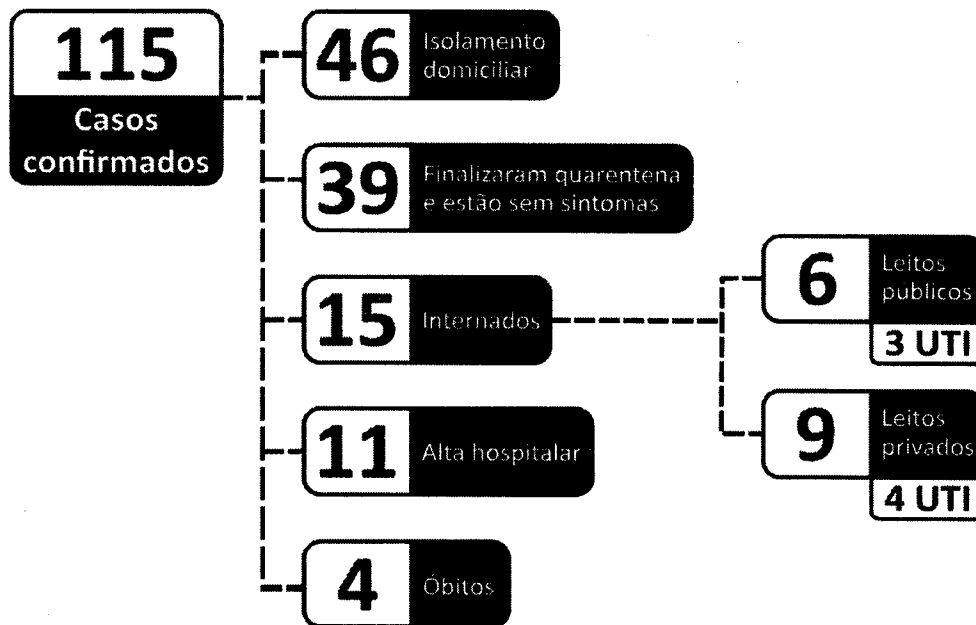 115
Casos
confirmados
46
Isolamento
domiciliar
39
Finalizaram quarentena
e estão sem sintomas
15
Internados
6
Leitos
públicos
3 UTI
9
Leitos
privados
4 UTI
11
Alta hospitalar
4
Óbitos